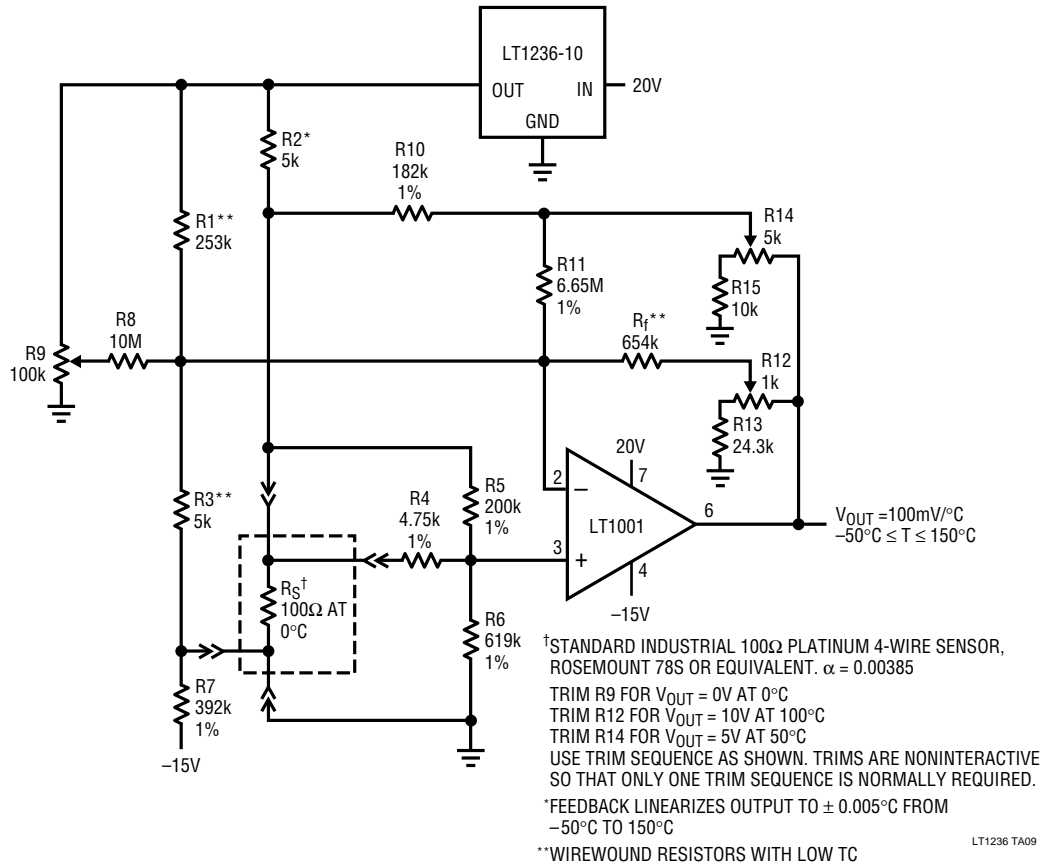 LT1236-10
OUT
IN
20V
GND
R2*
5k
R10
182k
1%
R1**
253k
R14
5k
R11
6.65M
1%
R15
10k
R8
10M
Rf**
654k
R9
100k
R12
1k
R13
24.3k
20V
R3**
5k
R4
4.75k
1%
R5
200k
1%
2
–
7
LT1001
6
3
+
4
–15V
VOUT =100mV/°C
–50°C ≤ T ≤ 150°C
RS†
100Ω AT
0°C
R6
619k
1%
R7
392k
1%
–15V
†STANDARD INDUSTRIAL 100Ω PLATINUM 4-WIRE SENSOR,
ROSEMOUNT 78S OR EQUIVALENT. α = 0.00385
TRIM R9 FOR VOUT = 0V AT 0°C
TRIM R12 FOR VOUT = 10V AT 100°C
TRIM R14 FOR VOUT = 5V AT 50°C
USE TRIM SEQUENCE AS SHOWN. TRIMS ARE NONINTERACTIVE
SO THAT ONLY ONE TRIM SEQUENCE IS NORMALLY REQUIRED.
*FEEDBACK LINEARIZES OUTPUT TO ± 0.005°C FROM
–50°C TO 150°C
**WIREWOUND RESISTORS WITH LOW TC
LT1236 TA09